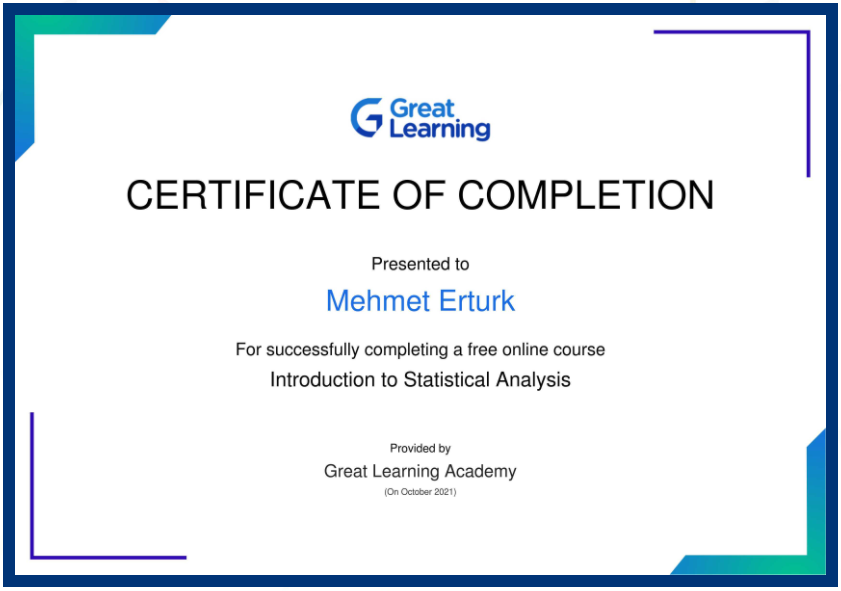 Great
Learning
CERTIFICATE OF COMPLETION
Presented to
Mehmet Erturk
For successfully completing a free online course
Introduction to Statistical Analysis
Provided by
Great Learning Academy
(On October 2021)